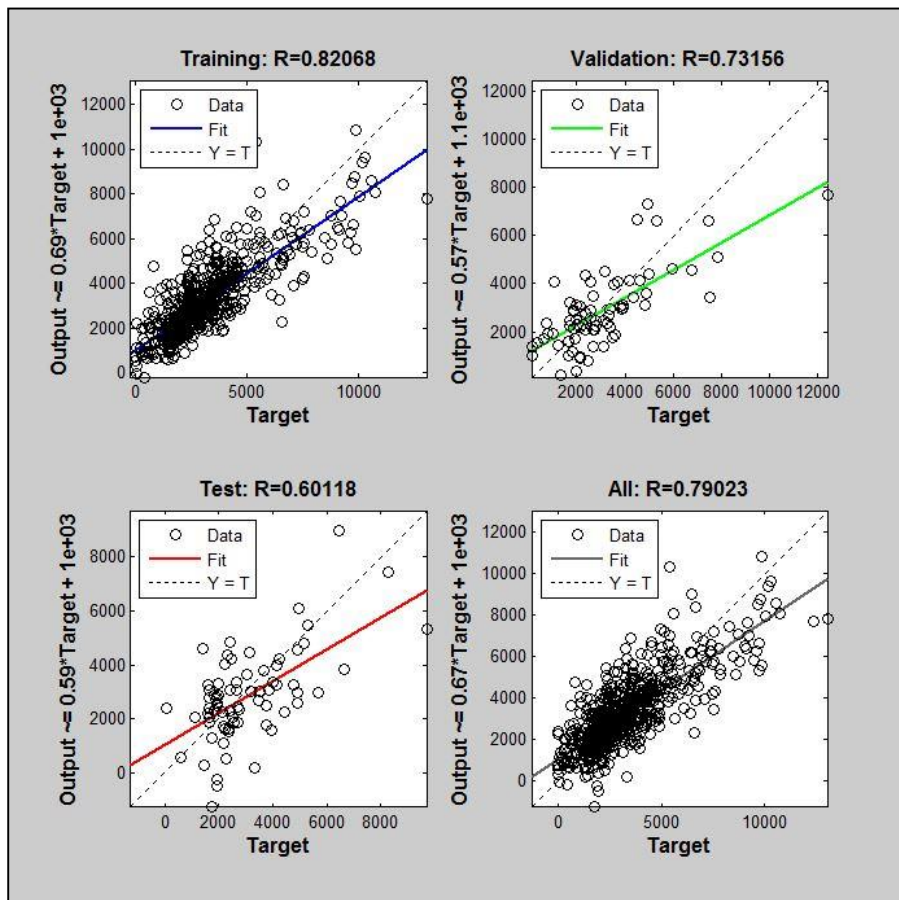 Training: R=0.82068
Output ~= 0.69*Target + 1e+03
12000
10000
8000
6000
4000
2000
0
Data
Fit
Y = T
0 5000 10000
Target
Validation: R=0.73156
Output ~= 0.57*Target + 1.1e+03
12000
10000
8000
6000
4000
2000
Data
Fit
Y = T
2000 4000 6000 8000 10000 12000
Target
Test: R=0.60118
Output ~= 0.59*Target + 1e+03
8000
6000
4000
2000
0
Data
Fit
Y = T
0 2000 4000 6000 8000
Target
All: R=0.79023
Output ~= 0.67*Target + 1e+03
12000
10000
8000
6000
4000
2000
0
Data
Fit
Y = T
0 5000 10000
Target